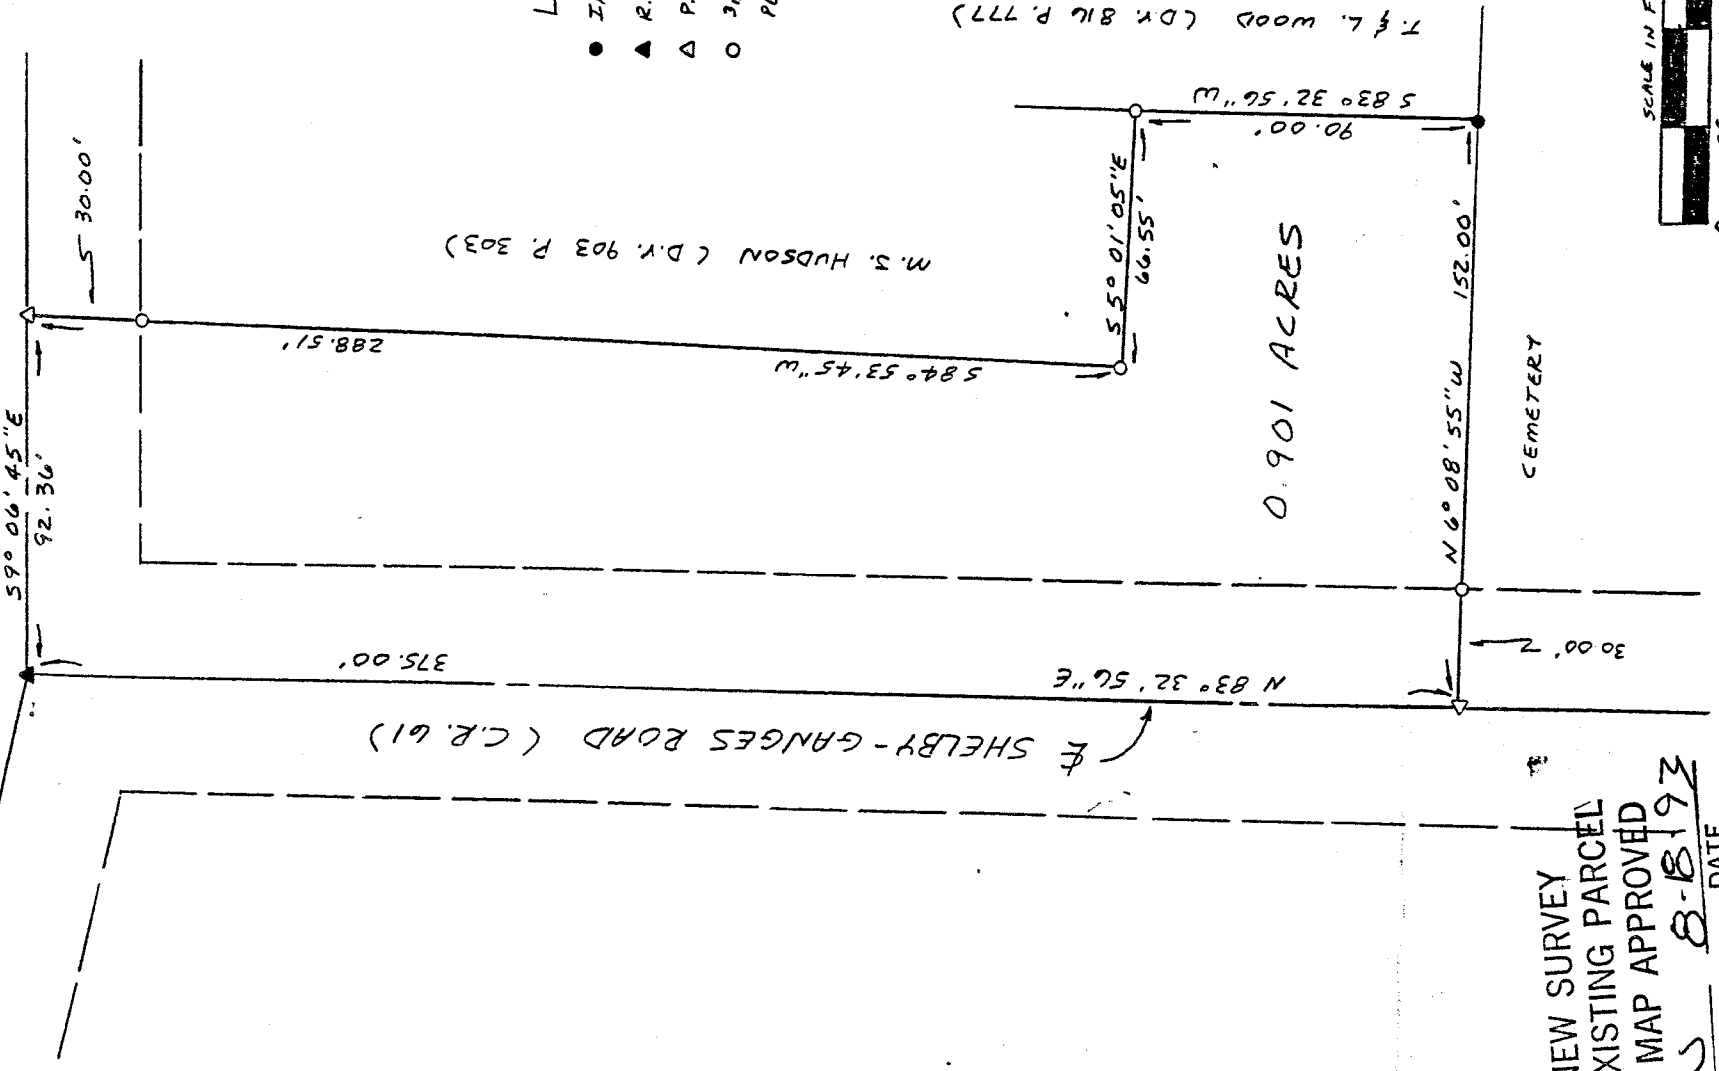 S 9° 06' 45" E
92.36'
30.00'
M. S. HUDSON (D.V. 903 P. 303)
288.51'
S 84° 53' 45" W
S 5° 01' 05" E
66.55'
T. & L. WOOD (D.V. 816 P. 777)
S 83° 32' 56" W
90.00'
0.901 ACRES
N 6° 08' 55" W 152.00'
CEMETERY
30.00'
375.00'
N 83° 32' 56" E
℄ SHELBY-GANGES ROAD (C.R. 61)
SCALE IN F
L
R.
P.
NEW SURVEY
XISTING PARCEL
MAP APPROVED
8-18-93
DATE